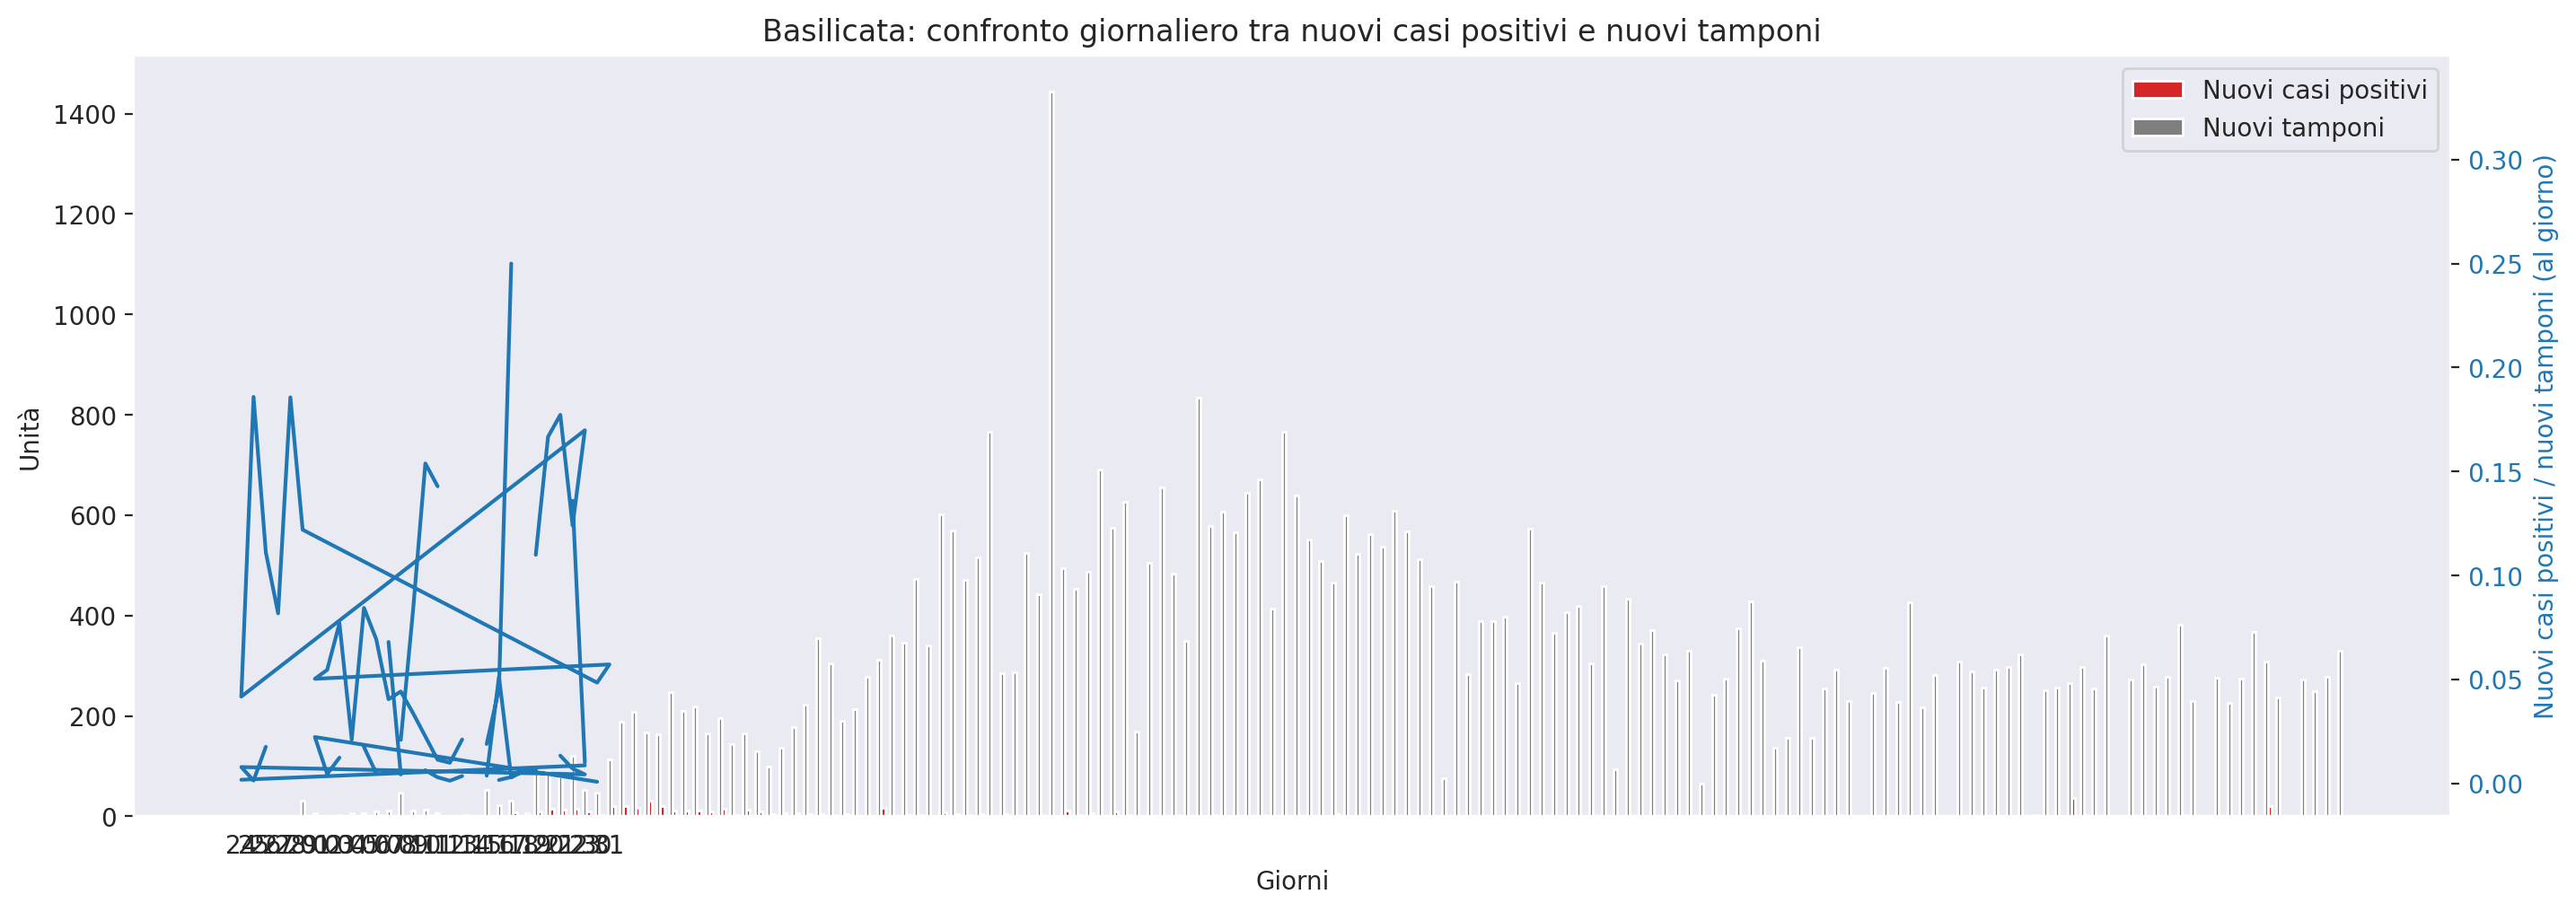 Basilicata: confronto giornaliero tra nuovi casi positivi e nuovi tamponi
Nuovi casi positivi
Nuovi tamponi
1400
1200
1000
800
600
400
200
0
Unità
0.30
0.25
0.20
0.15
0.10
0.05
0.00
Nuovi casi positivi / nuovi tamponi (al giorno)
Giorni